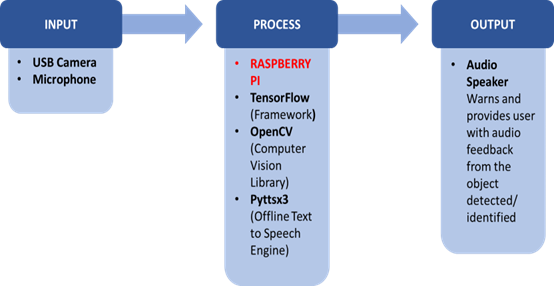 INPUT
• USB Camera
• Microphone
PROCESS
• RASPBERRY
PI
• TensorFlow
(Framework)
• OpenCV
(Computer
Vision
Library)
• Pyttsx3
(Offline Text
to Speech
Engine)
OUTPUT
• Audio
Speaker
Warns and
provides user
with audio
feedback
from the
object
detected/
identified